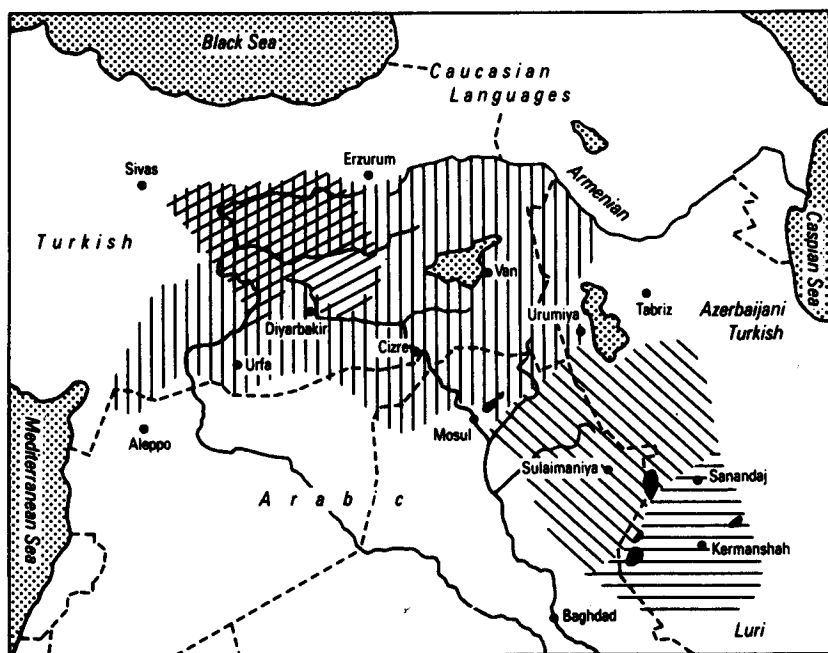 Black Sea
Caucasian
Languages
Sivas
Erzurum
Armenian
Caspian Sea
Turkish
Van
Tabriz
Azerbaijani
Turkish
Urumiya
Diyarbakir
Cizre
Urfa
Mediterranean Sea
Aleppo
Mosul
Sulaimaniya
Sanandaj
Arabic
Kermanshah
Baghdad
Luri